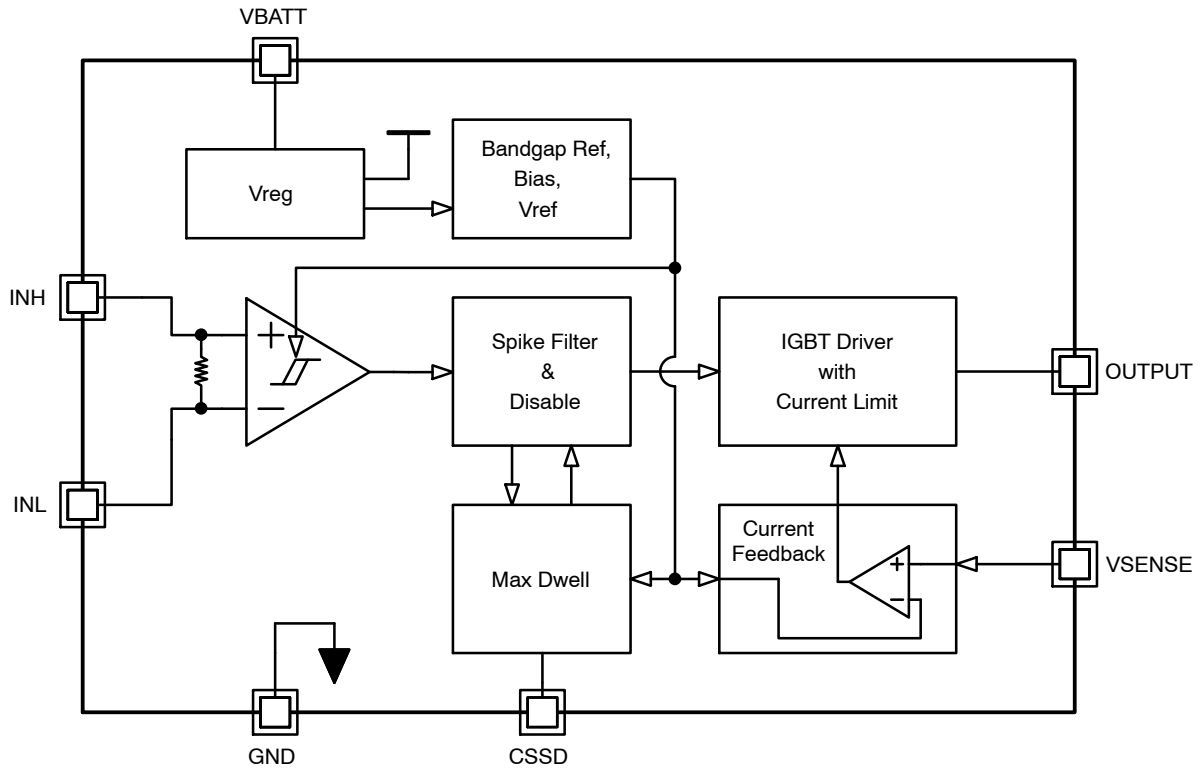 VBATT
Vreg
Bandgap Ref,
Bias,
Vref
INH
+
−
Spike Filter
&
Disable
IGBT Driver
with
Current Limit
OUTPUT
INL
Max Dwell
Current
Feedback
+
−
VSENSE
GND
CSSD